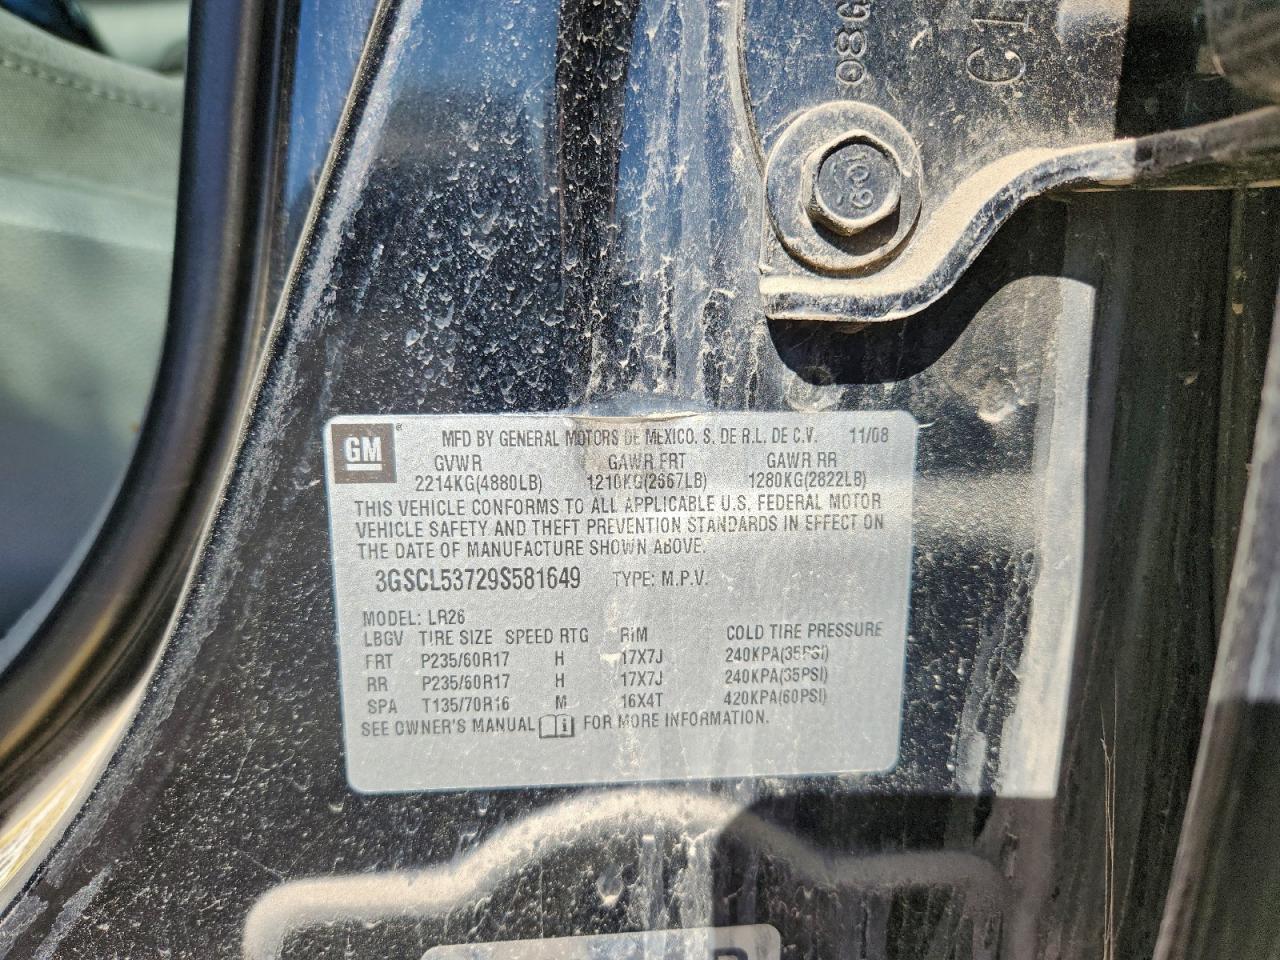 C1
GM® MFD BY GENERAL MOTORS DE MEXICO. S. DE R.L. DE C.V. 11/08
GVWR GAWR FRT GAWR RR
2214KG(4880LB) 1210KG(2667LB) 1280KG(2822LB)
THIS VEHICLE CONFORMS TO ALL APPLICABLE U.S. FEDERAL MOTOR
VEHICLE SAFETY AND THEFT PREVENTION STANDARDS IN EFFECT ON
THE DATE OF MANUFACTURE SHOWN ABOVE.
3GSCL53729S581649 TYPE: M.P.V.
MODEL: LR26
LBGV TIRE SIZE SPEED RTG RIM COLD TIRE PRESSURE
FRT P235/60R17 H 17X7J 240KPA(35PSI)
RR P235/60R17 H 17X7J 240KPA(35PSI)
SPA T135/70R16 M 16X4T 420KPA(60PSI)
SEE OWNER'S MANUAL FOR MORE INFORMATION.